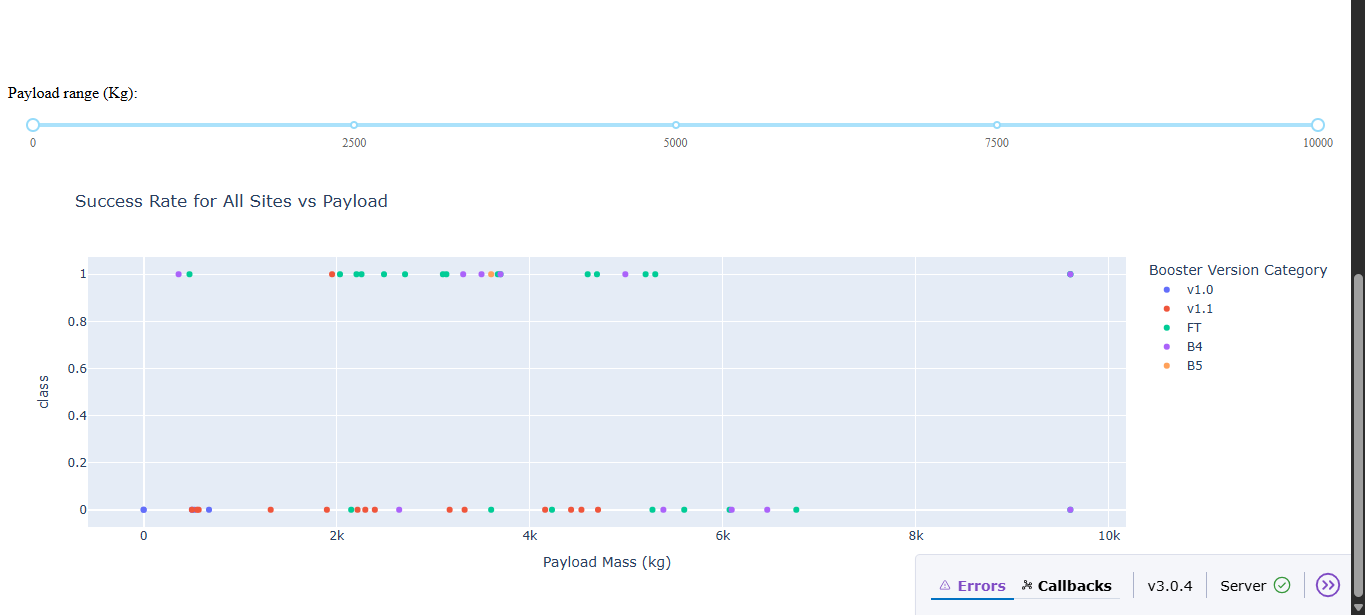 Payload range (Kg):
0 2500 5000 7500 10000
Success Rate for All Sites vs Payload
1
0.8
0.6
0.4
0.2
0
class
0 2k 4k 6k 8k 10k
Payload Mass (kg)
Booster Version Category
v1.0
v1.1
FT
B4
B5
Errors Callbacks v3.0.4 Server